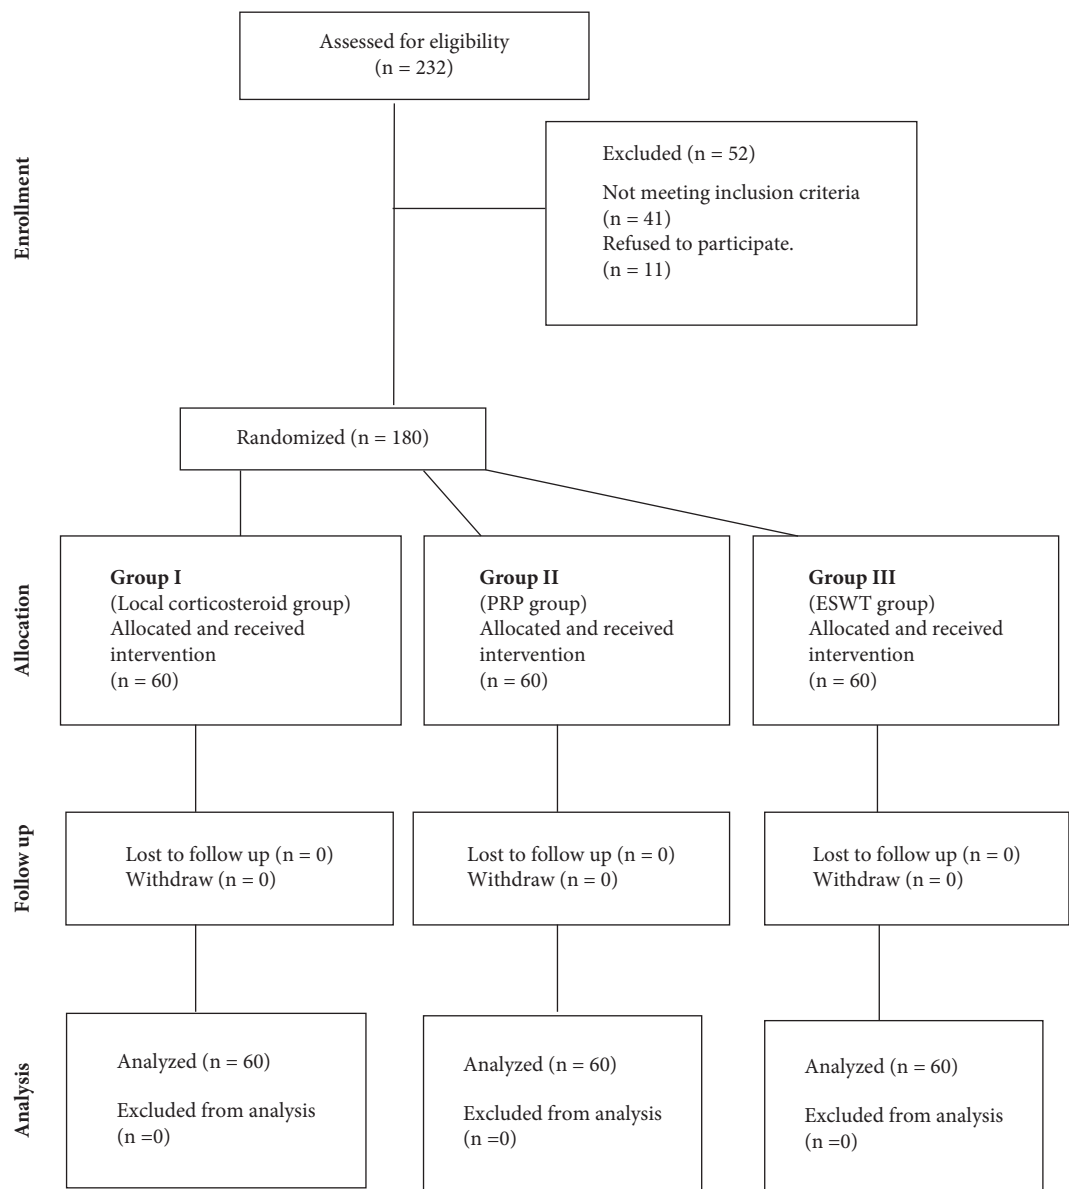 Assessed for eligibility
(n = 232)
Enrollment
Excluded (n = 52)
Not meeting inclusion criteria
(n = 41)
Refused to participate.
(n = 11)
Randomized (n = 180)
Allocation
Group I
(Local corticosteroid group)
Allocated and received
intervention
(n = 60)
Group II
(PRP group)
Allocated and received
intervention
(n = 60)
Group III
(ESWT group)
Allocated and received
intervention
(n = 60)
Follow up
Lost to follow up (n = 0)
Withdraw (n = 0)
Lost to follow up (n = 0)
Withdraw (n = 0)
Lost to follow up (n = 0)
Withdraw (n = 0)
Analysis
Analyzed (n = 60)
Excluded from analysis
(n =0)
Analyzed (n = 60)
Excluded from analysis
(n =0)
Analyzed (n = 60)
Excluded from analysis
(n =0)